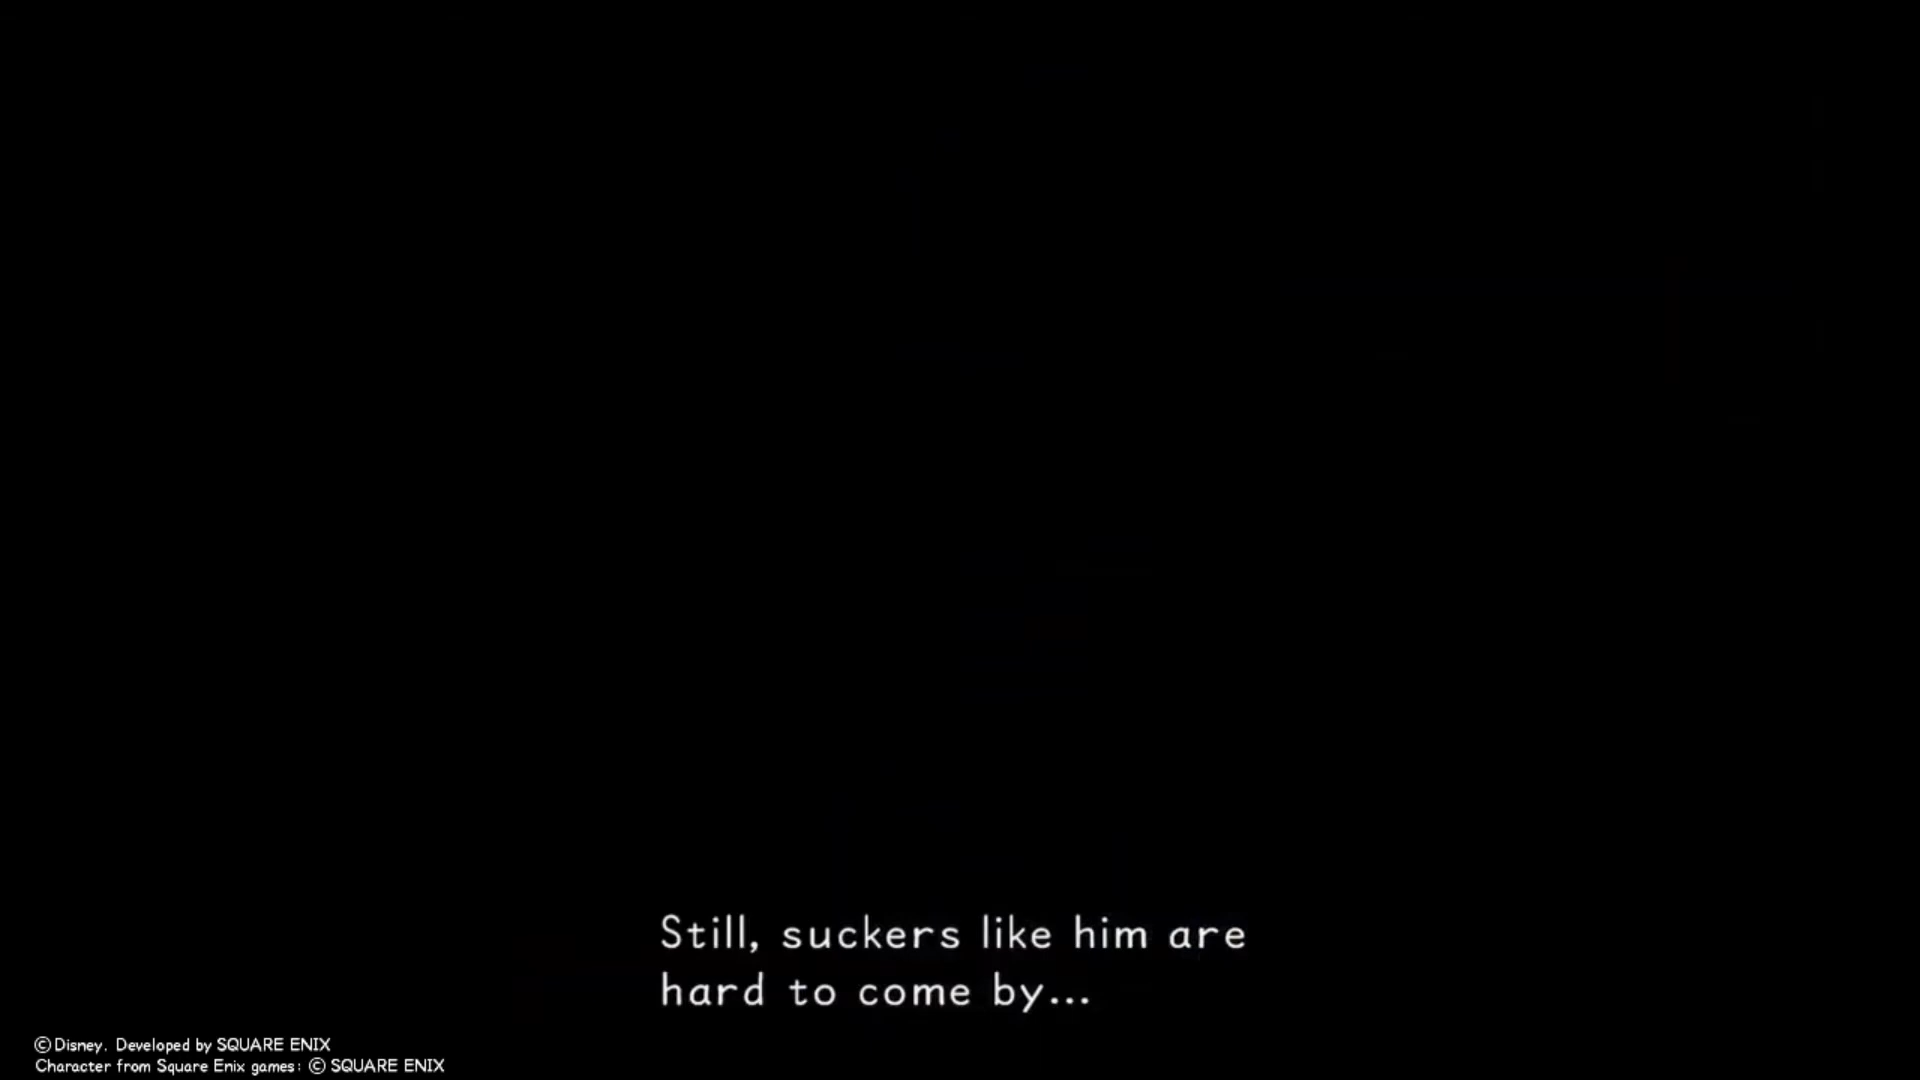 Still, suckers like him are
hard to come by...
©Disney. Developed by SQUARE ENIX
Character from Square Enix games: © SQUARE ENIX